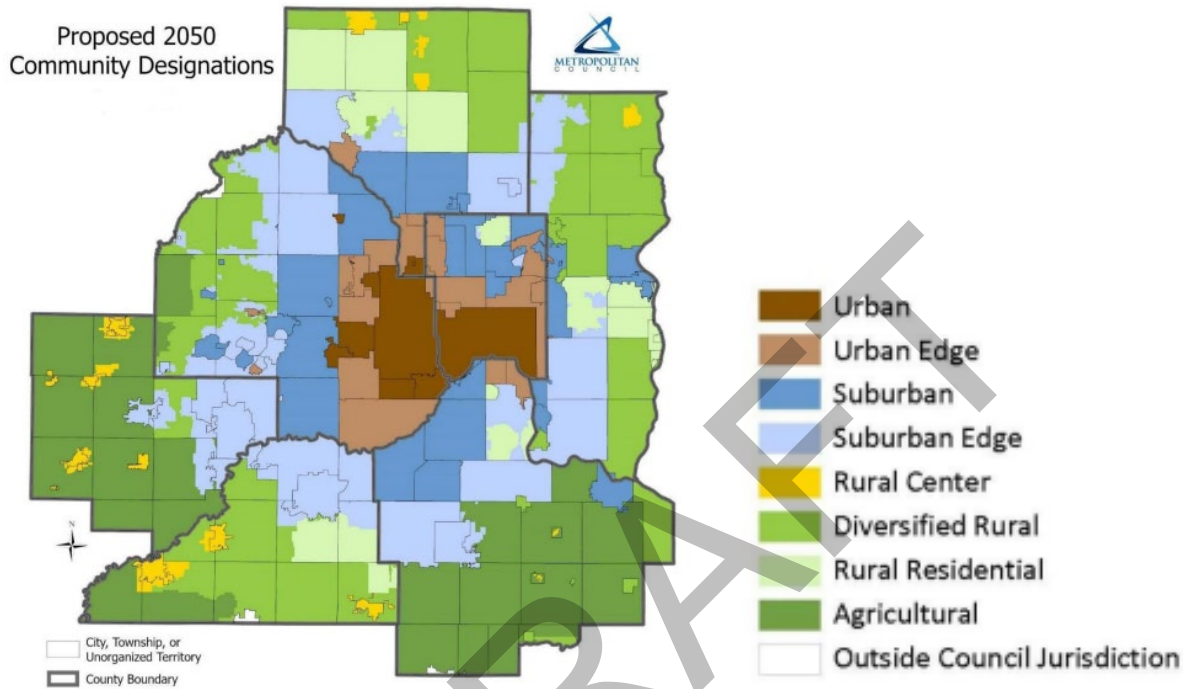 Proposed 2050
Community Designations
METROPOLITAN
COUNCIL
Urban
Urban Edge
Suburban
Suburban Edge
Rural Center
Diversified Rural
Rural Residential
Agricultural
Outside Council Jurisdiction
N
City, Township, or
Unorganized Territory
County Boundary
DRAFT